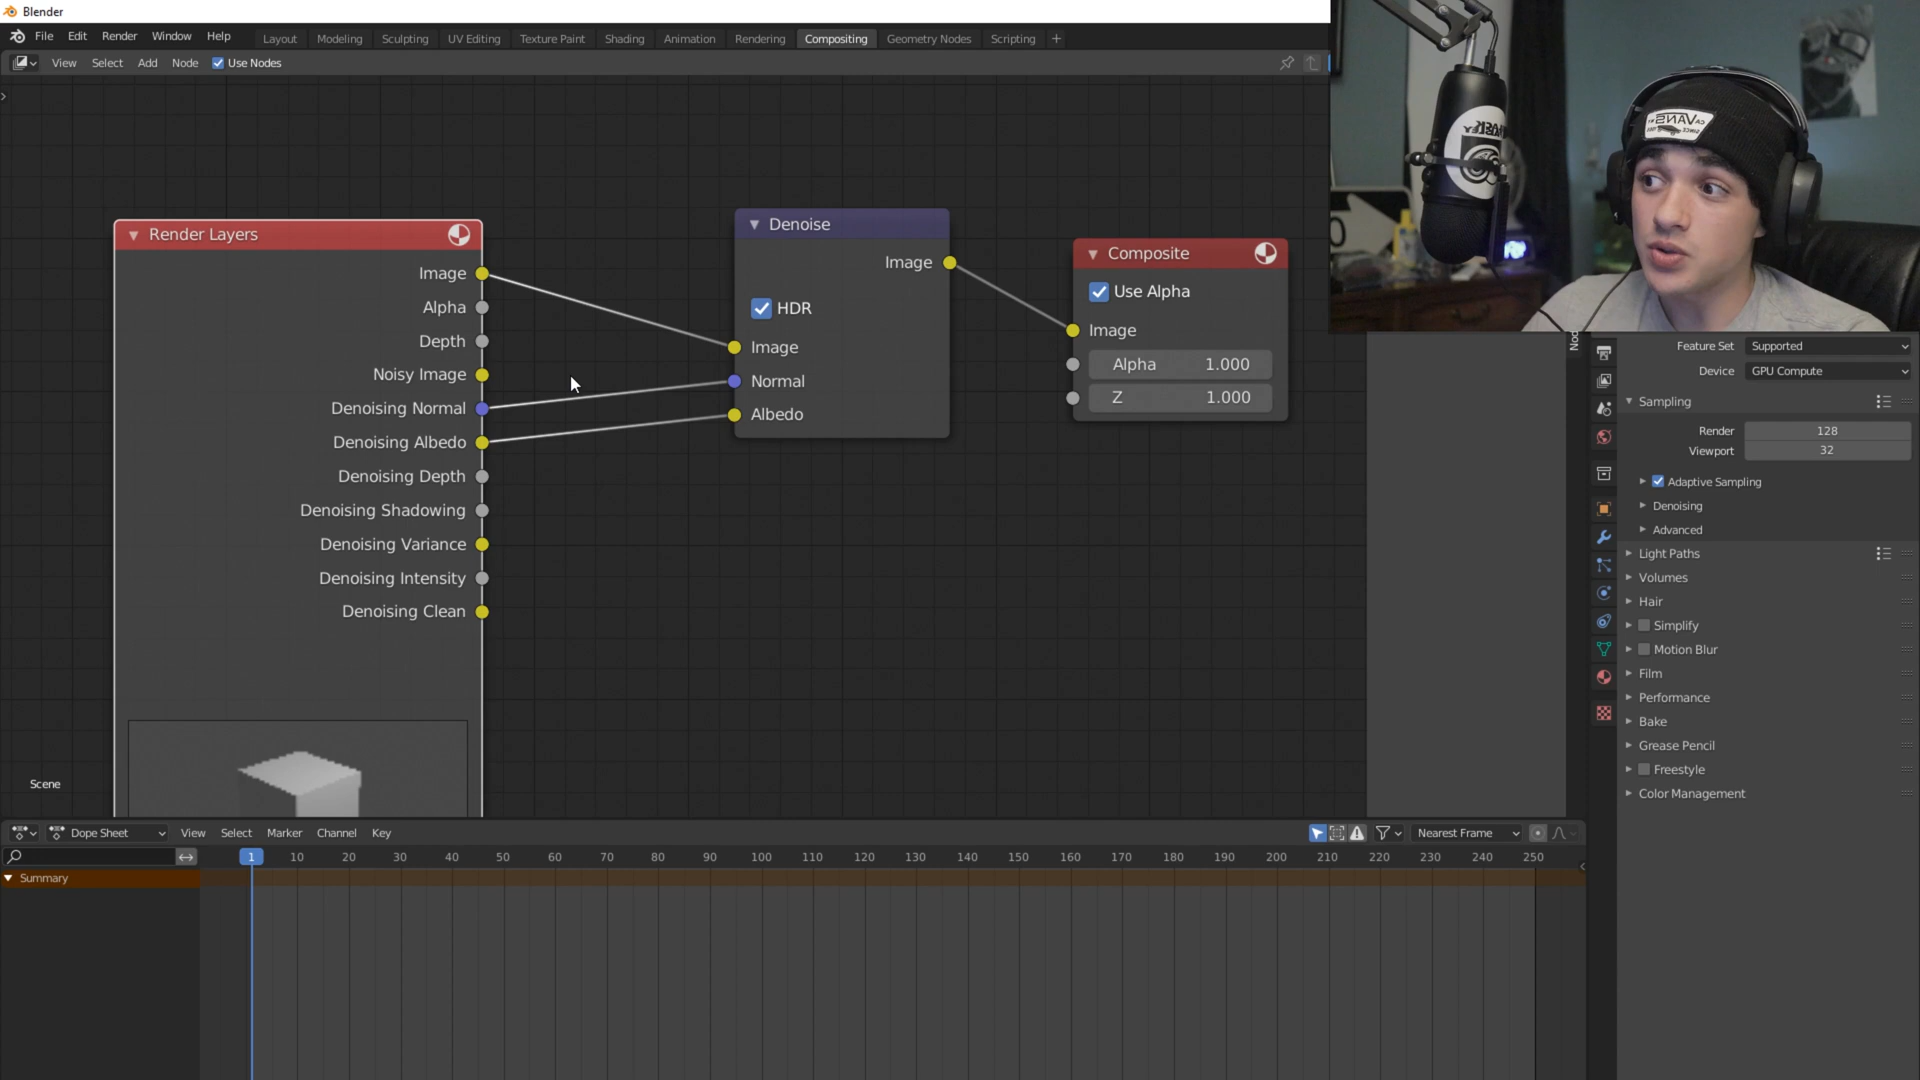 Blender
File Edit Render Window Help Layout Modeling Sculpting UV Editing Texture Paint Shading Animation Rendering Compositing Geometry Nodes Scripting +
View Select Add Node Use Nodes
Render Layers
Image
Alpha
Depth
Noisy Image
Denoising Normal
Denoising Albedo
Denoising Depth
Denoising Shadowing
Denoising Variance
Denoising Intensity
Denoising Clean
Denoise
Image
HDR
Image
Normal
Albedo
Composite
Use Alpha
Image
Alpha 1.000
Z 1.000
Scene
VANS
Nod
Feature Set Supported
Device GPU Compute
Sampling
Render 128
Viewport 32
Adaptive Sampling
Denoising
Advanced
Light Paths
Volumes
Hair
Simplify
Motion Blur
Film
Performance
Bake
Grease Pencil
Freestyle
Color Management
Dope Sheet View Select Marker Channel Key Nearest Frame
1 10 20 30 40 50 60 70 80 90 100 110 120 130 140 150 160 170 180 190 200 210 220 230 240 250
Summary